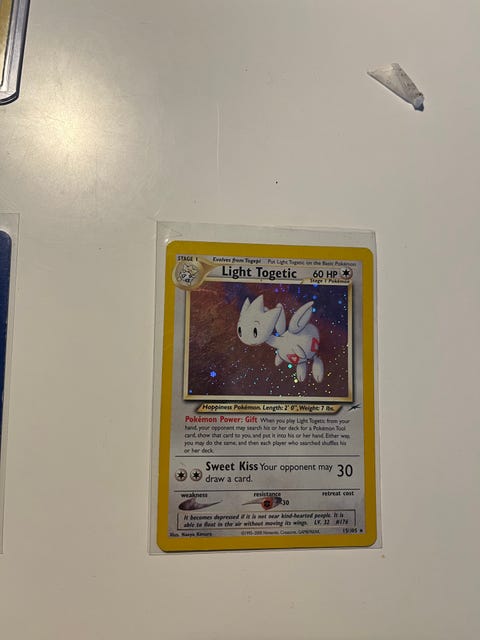 STAGE 1
Evolves from Togepi Put Light Togetic on the Basic Pokémon
Light Togetic 60 HP
Stage 1 Pokémon
Happiness Pokémon. Length: 2' 0", Weight: 7 lbs.
Pokémon Power: Gift When you play Light Togetic from your
hand, your opponent may search his or her deck for a Pokémon Tool
card, show that card to you, and put it into his or her hand. Either way,
you may do the same, and then each player who searched shuffles his
or her deck.
Sweet Kiss Your opponent may 30
draw a card.
weakness resistance retreat cost
-30
It becomes depressed if it is not near kind-hearted people. It is
able to float in the air without moving its wings. LV. 32 #176
Illus. Naoyo Kimura ©1995-2000 Nintendo, Creatures, GAMEFREAK. 15/105